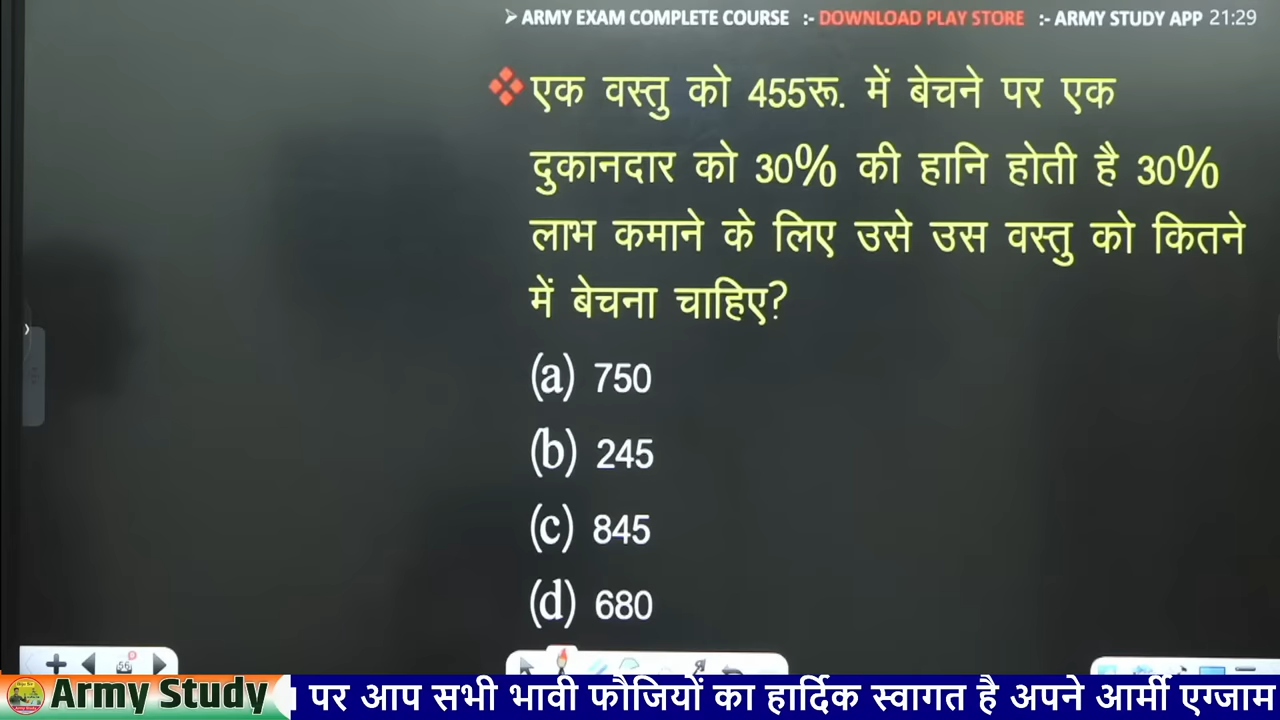 ➢ ARMY EXAM COMPLETE COURSE :- DOWNLOAD PLAY STORE :- ARMY STUDY APP 21:29
❖ एक वस्तु को 455रू. में बेचने पर एक
दुकानदार को 30% की हानि होती है 30%
लाभ कमाने के लिए उसे उस वस्तु को कितने
में बेचना चाहिए?
(a) 750
(b) 245
(c) 845
(d) 680
56
Army Study पर आप सभी भावी फौजियों का हार्दिक स्वागत है अपने आर्मी एग्जाम